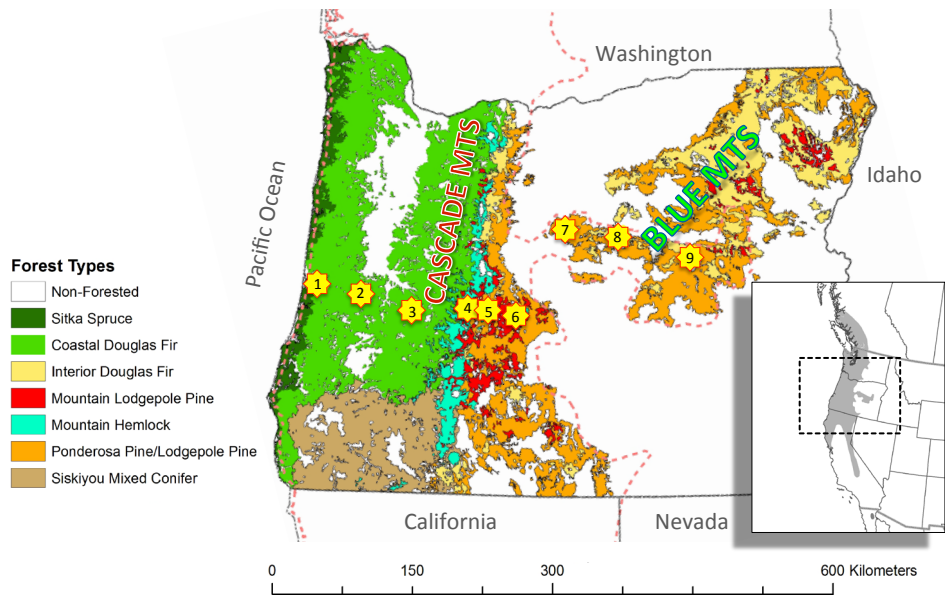 Washington
Pacific Ocean
CASCADE MTS
BLUE MTS
Idaho
7
8
9
1
2
3
4
5
6
Forest Types
Non-Forested
Sitka Spruce
Coastal Douglas Fir
Interior Douglas Fir
Mountain Lodgepole Pine
Mountain Hemlock
Ponderosa Pine/Lodgepole Pine
Siskiyou Mixed Conifer
California
Nevada
0
150
300
600 Kilometers